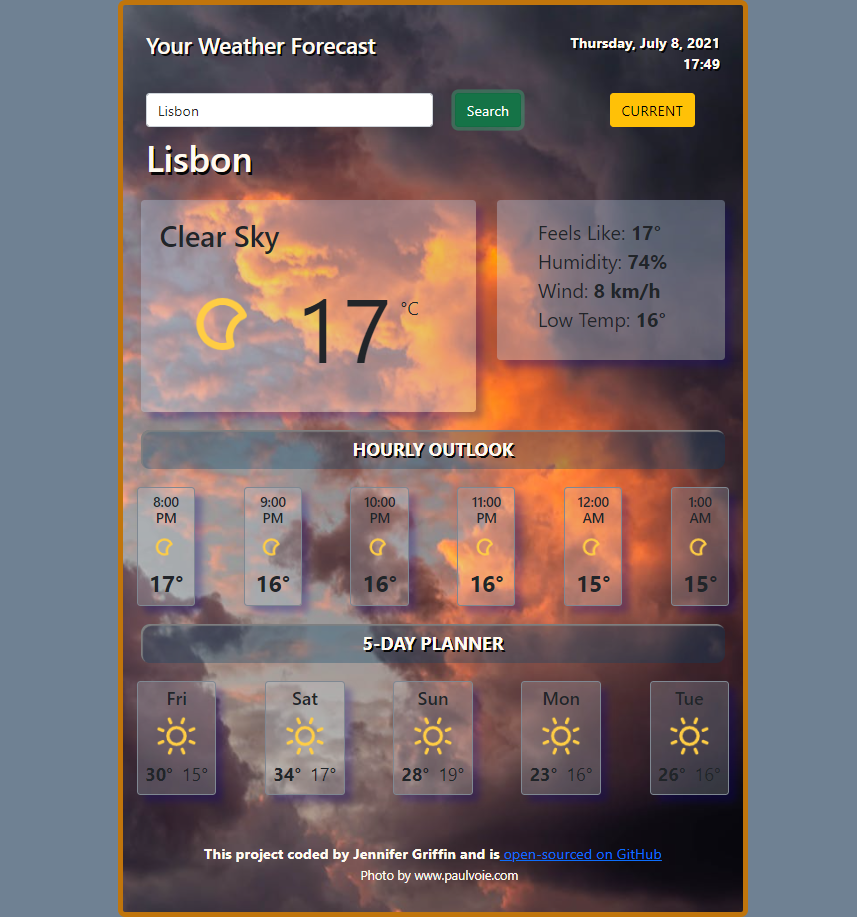 Your Weather Forecast
Thursday, July 8, 2021
17:49
Lisbon
Search
CURRENT
Lisbon
Clear Sky
17 °C
Feels Like: 17°
Humidity: 74%
Wind: 8 km/h
Low Temp: 16°
HOURLY OUTLOOK
8:00 PM
17°
9:00 PM
16°
10:00 PM
16°
11:00 PM
16°
12:00 AM
15°
1:00 AM
15°
5-DAY PLANNER
Fri
30° 15°
Sat
34° 17°
Sun
28° 19°
Mon
23° 16°
Tue
26° 16°
This project coded by Jennifer Griffin and is open-sourced on GitHub
Photo by www.paulvoie.com